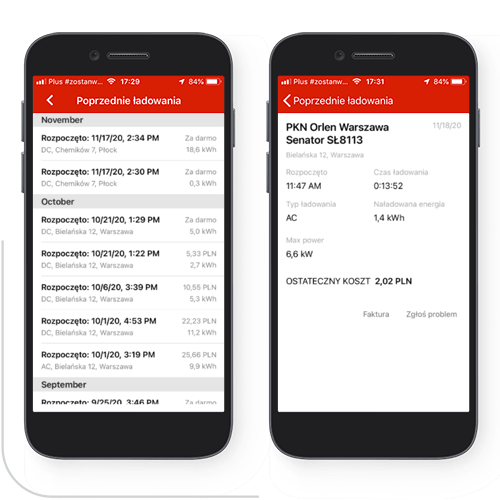 Plus #zostanw... 17:29 84%
Poprzednie ładowania
November
Rozpoczęto: 11/17/20, 2:34 PM Za darmo
DC, Chemików 7, Płock 18,6 kWh
Rozpoczęto: 11/17/20, 2:30 PM Za darmo
DC, Chemików 7, Płock 0,3 kWh
October
Rozpoczęto: 10/21/20, 1:29 PM Za darmo
DC, Bielańska 12, Warszawa 5,0 kWh
Rozpoczęto: 10/21/20, 1:22 PM 5,33 PLN
DC, Bielańska 12, Warszawa 2,7 kWh
Rozpoczęto: 10/6/20, 3:39 PM 10,55 PLN
DC, Bielańska 12, Warszawa 5,3 kWh
Rozpoczęto: 10/1/20, 4:53 PM 22,23 PLN
DC, Bielańska 12, Warszawa 11,2 kWh
Rozpoczęto: 10/1/20, 3:19 PM 25,66 PLN
AC, Bielańska 12, Warszawa 9,9 kWh
September
Rozpoczęto: 9/25/20, 3:46 PM Za darmo
Plus #zostanw... 17:31 84%
Poprzednie ładowania
PKN Orlen Warszawa 11/18/20
Senator SŁ8113
Bielańska 12, Warszawa
Rozpoczęto Czas ładowania
11:47 AM 0:13:52
Typ ładowania Naładowana energia
AC 1,4 kWh
Max power
6,6 kW
OSTATECZNY KOSZT 2,02 PLN
Faktura Zgłoś problem